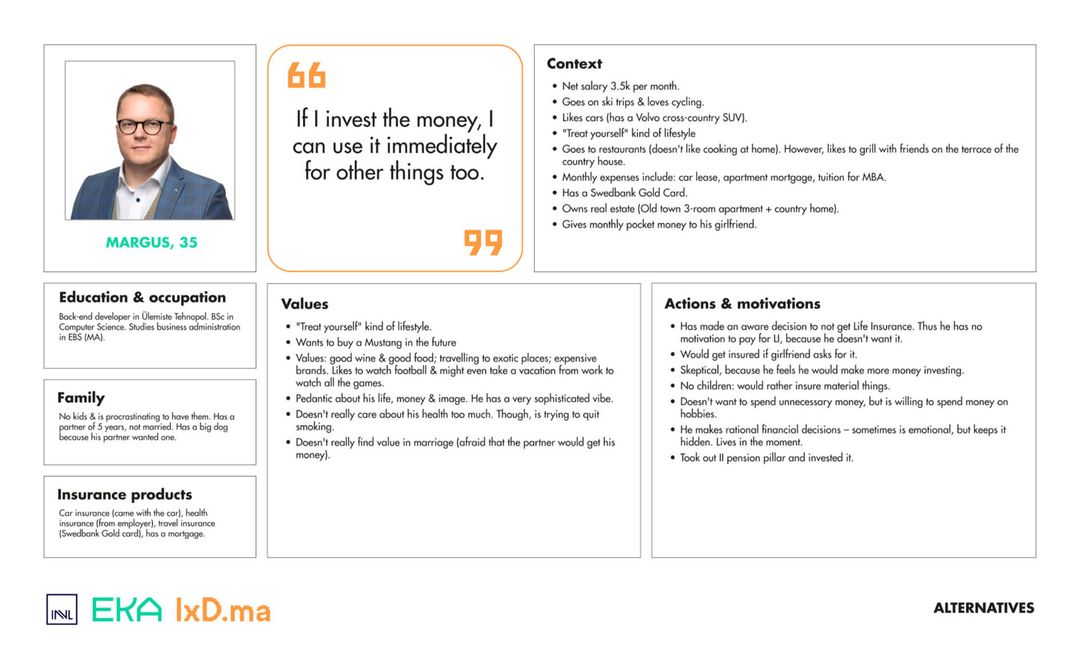 MARGUS, 35
If I invest the money, I
can use it immediately
for other things too.
Context
• Net salary 3.5k per month.
• Goes on ski trips & loves cycling.
• Likes cars (has a Volvo cross-country SUV).
• "Treat yourself" kind of lifestyle
• Goes to restaurants (doesn't like cooking at home). However, likes to grill with friends on the terrace of the
country house.
• Monthly expenses include: car lease, apartment mortgage, tuition for MBA.
• Has a Swedbank Gold Card.
• Owns real estate (Old town 3-room apartment + country home).
• Gives monthly pocket money to his girlfriend.
Education & occupation
Back-end developer in Ülemiste Tehnopol. BSc in
Computer Science. Studies business administration
in EBS (MA).
Family
No kids & is procrastinating to have them. Has a
partner of 5 years, not married. Has a big dog
because his partner wanted one.
Insurance products
Car insurance (came with the car), health
insurance (from employer), travel insurance
(Swedbank Gold card), has a mortgage.
Values
• "Treat yourself" kind of lifestyle.
• Wants to buy a Mustang in the future
• Values: good wine & good food; travelling to exotic places; expensive
brands. Likes to watch football & might even take a vacation from work to
watch all the games.
• Pedantic about his life, money & image. He has a very sophisticated vibe.
• Doesn't really care about his health too much. Though, is trying to quit
smoking.
• Doesn't really find value in marriage (afraid that the partner would get his
money).
Actions & motivations
• Has made an aware decision to not get Life Insurance. Thus he has no
motivation to pay for LI, because he doesn't want it.
• Would get insured if girlfriend asks for it.
• Skeptical, because he feels he would make more money investing.
• No children: would rather insure material things.
• Doesn't want to spend unnecessary money, but is willing to spend money on
hobbies.
• He makes rational financial decisions – sometimes is emotional, but keeps it
hidden. Lives in the moment.
• Took out II pension pillar and invested it.
EKA IxD.ma
ALTERNATIVES